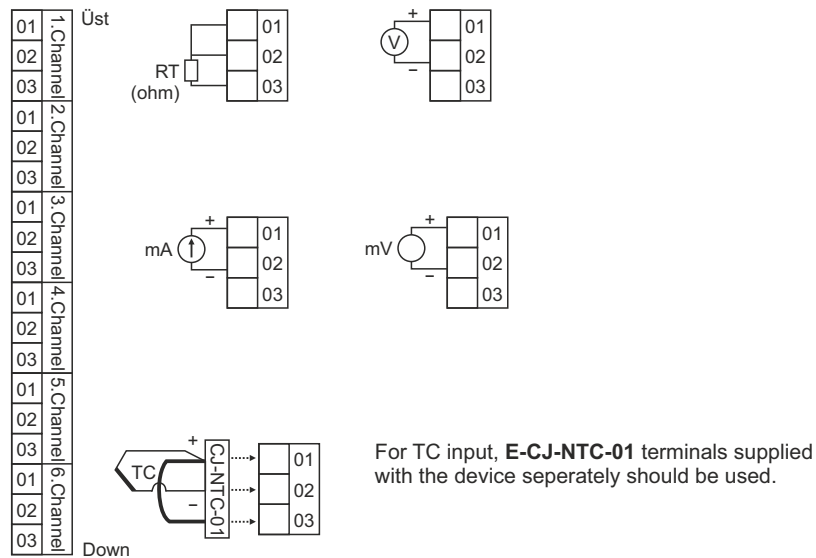 Üst
01
02
03
1.Channel
01
02
03
2.Channel
01
02
03
3.Channel
01
02
03
4.Channel
01
02
03
5.Channel
01
02
03
6.Channel
Down
RT
(ohm)
01
02
03
+
V
−
01
02
03
mA
+
−
01
02
03
mV
+
−
01
02
03
TC
+
−
CJ-NTC-01
01
02
03
For TC input, E-CJ-NTC-01 terminals supplied
with the device seperately should be used.